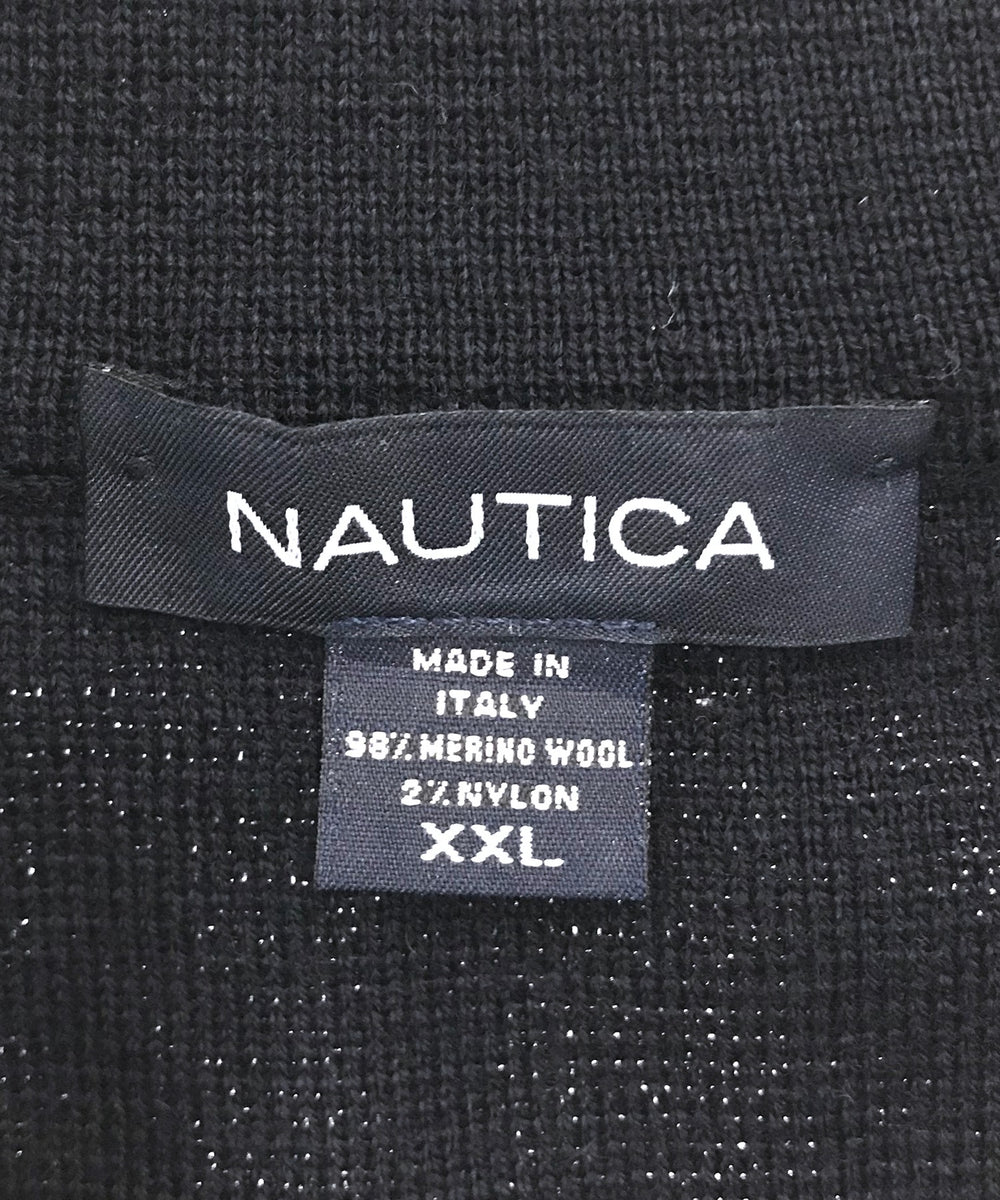 NAUTICA
MADE IN
ITALY
98% MERINO WOOL
2% NYLON
XXL